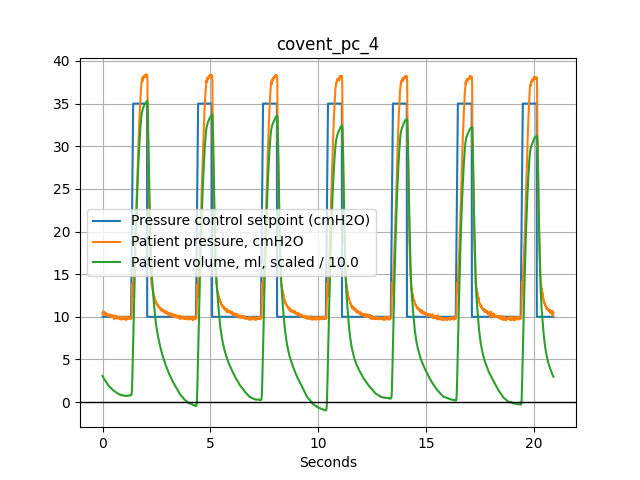 covent_pc_4
40
35
30
25
20
15
10
5
0
Pressure control setpoint (cmH2O)
Patient pressure, cmH2O
Patient volume, ml, scaled / 10.0
0 5 10 15 20
Seconds